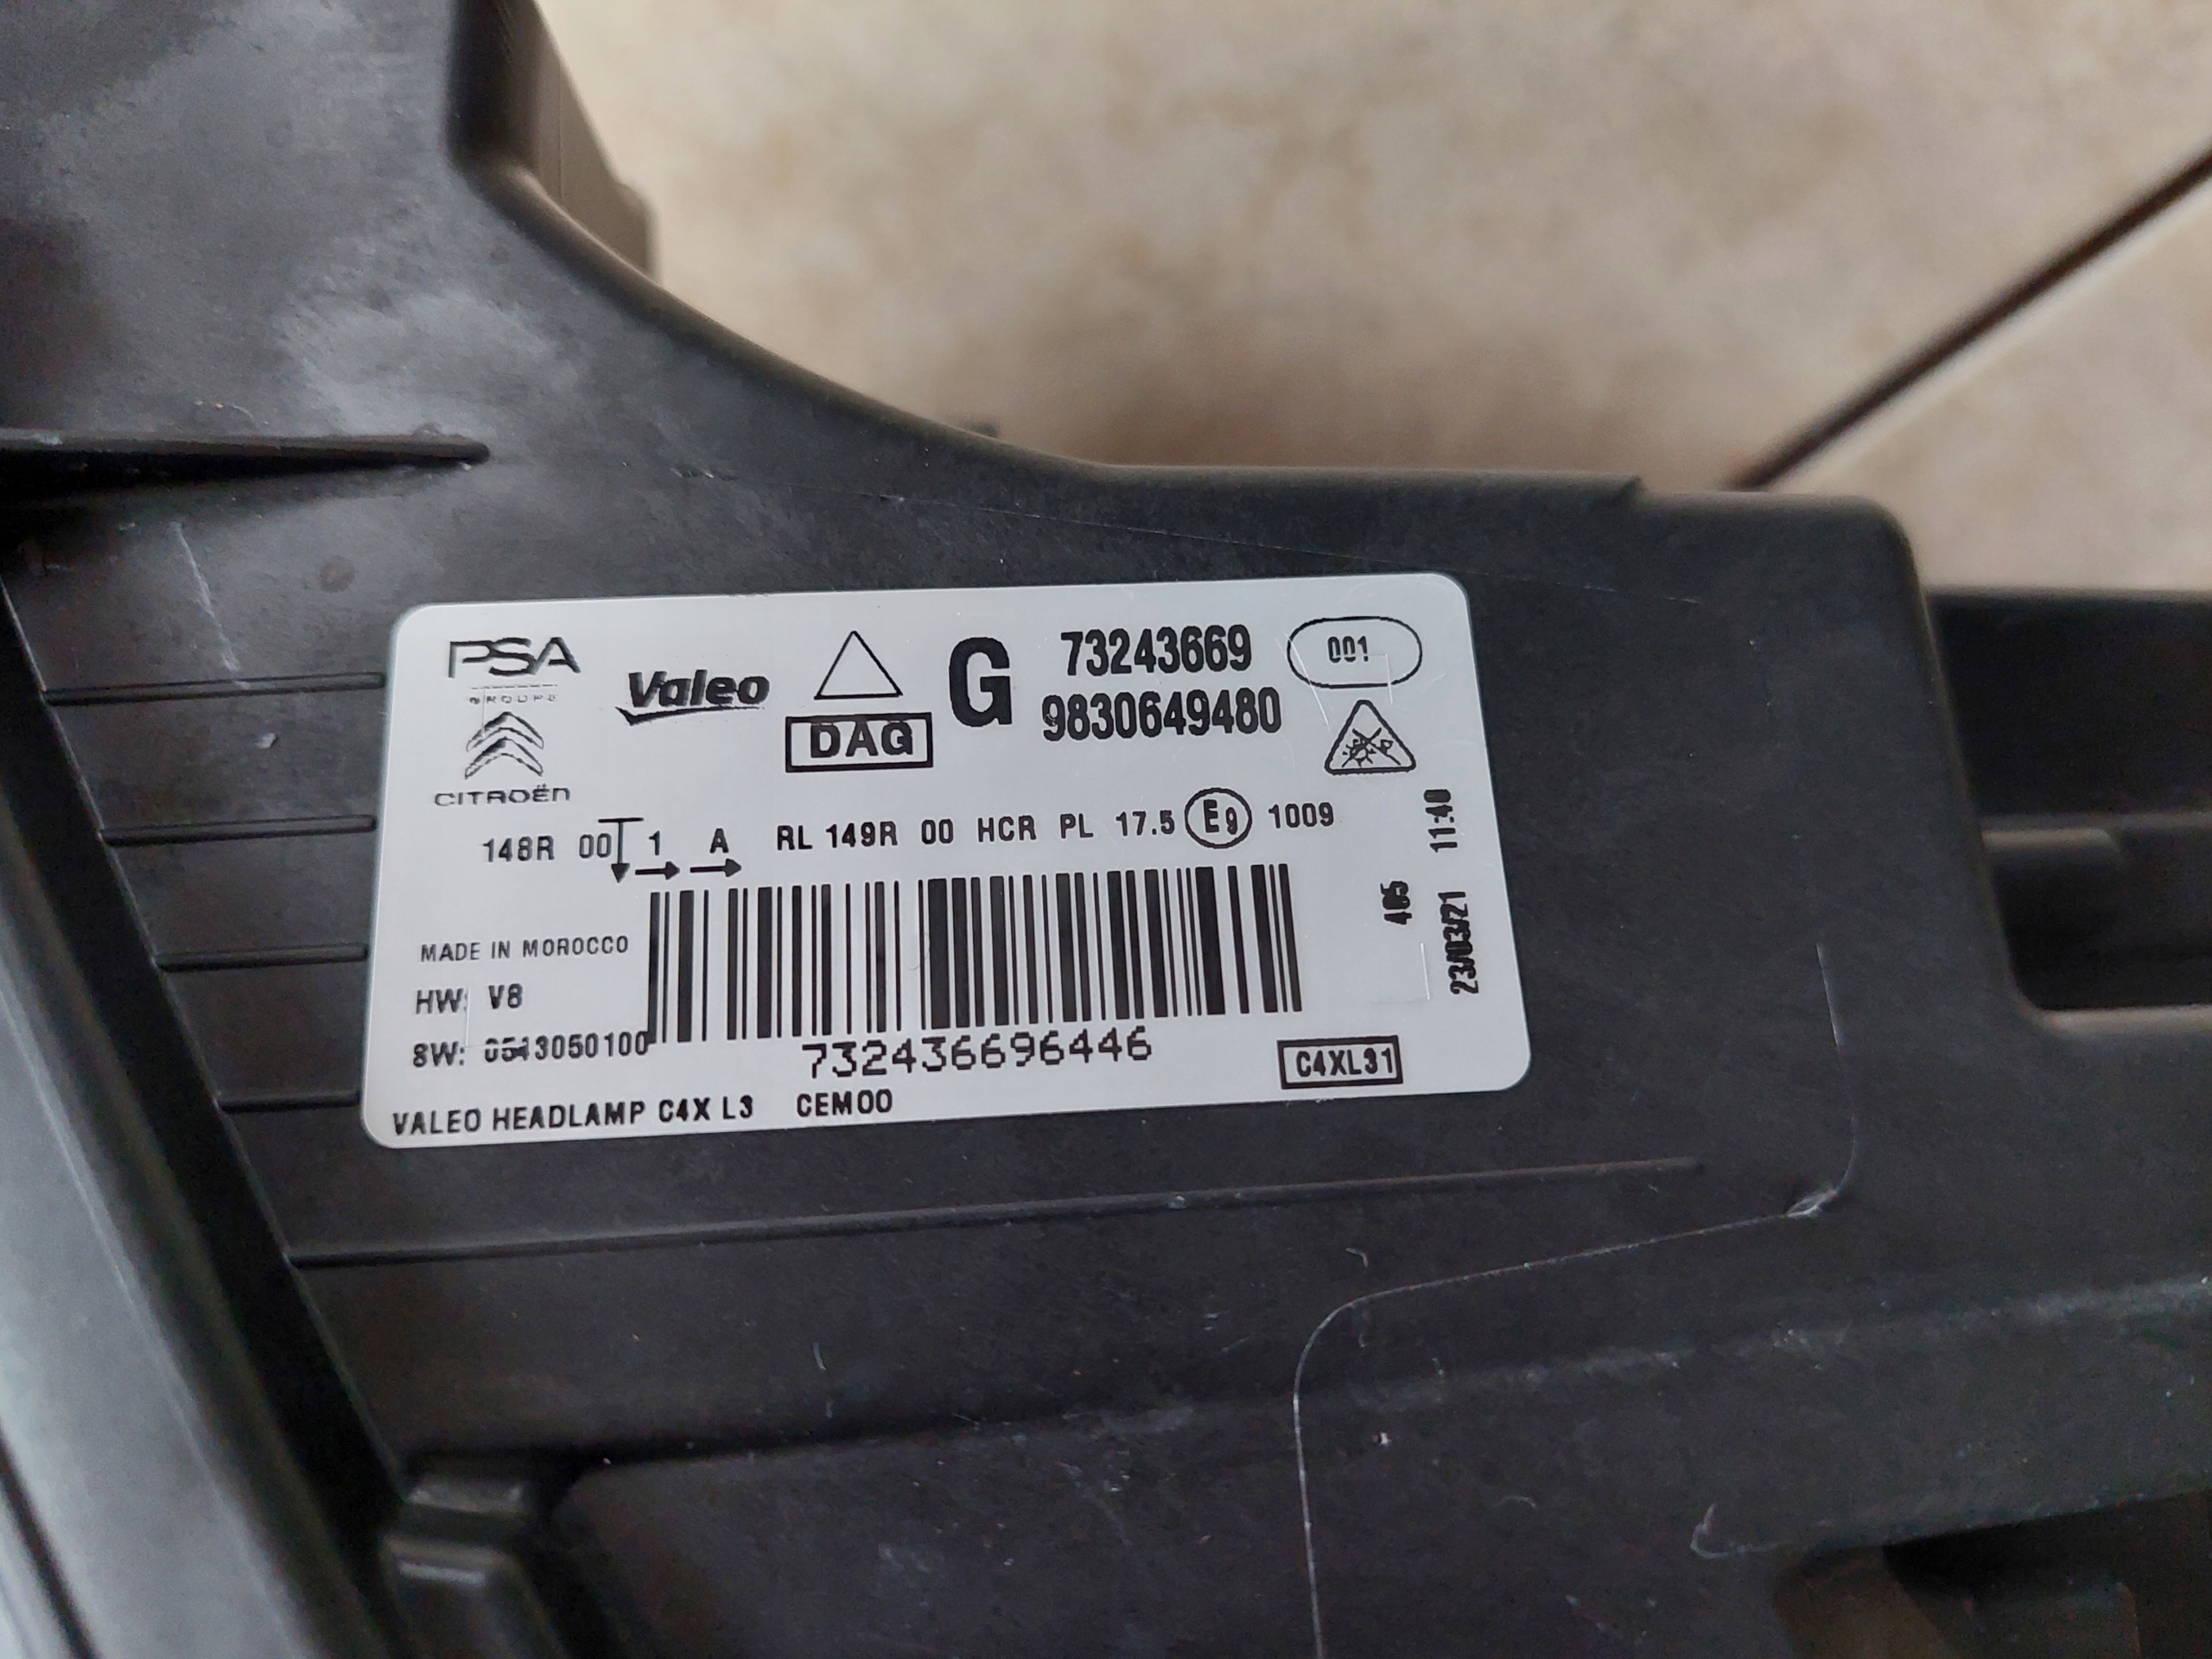 PSA
GROUPE
CITROËN
Valeo
DAG
G
73243669
9830649480
001
148R 00 1 A RL 149R 00 HCR PL 17.5 E9 1009
MADE IN MOROCCO
HW: V8
SW: 0513050100
732436696446
VALEO HEADLAMP C4X L3 CEM00
C4XL31
465
23/03/21 11:40